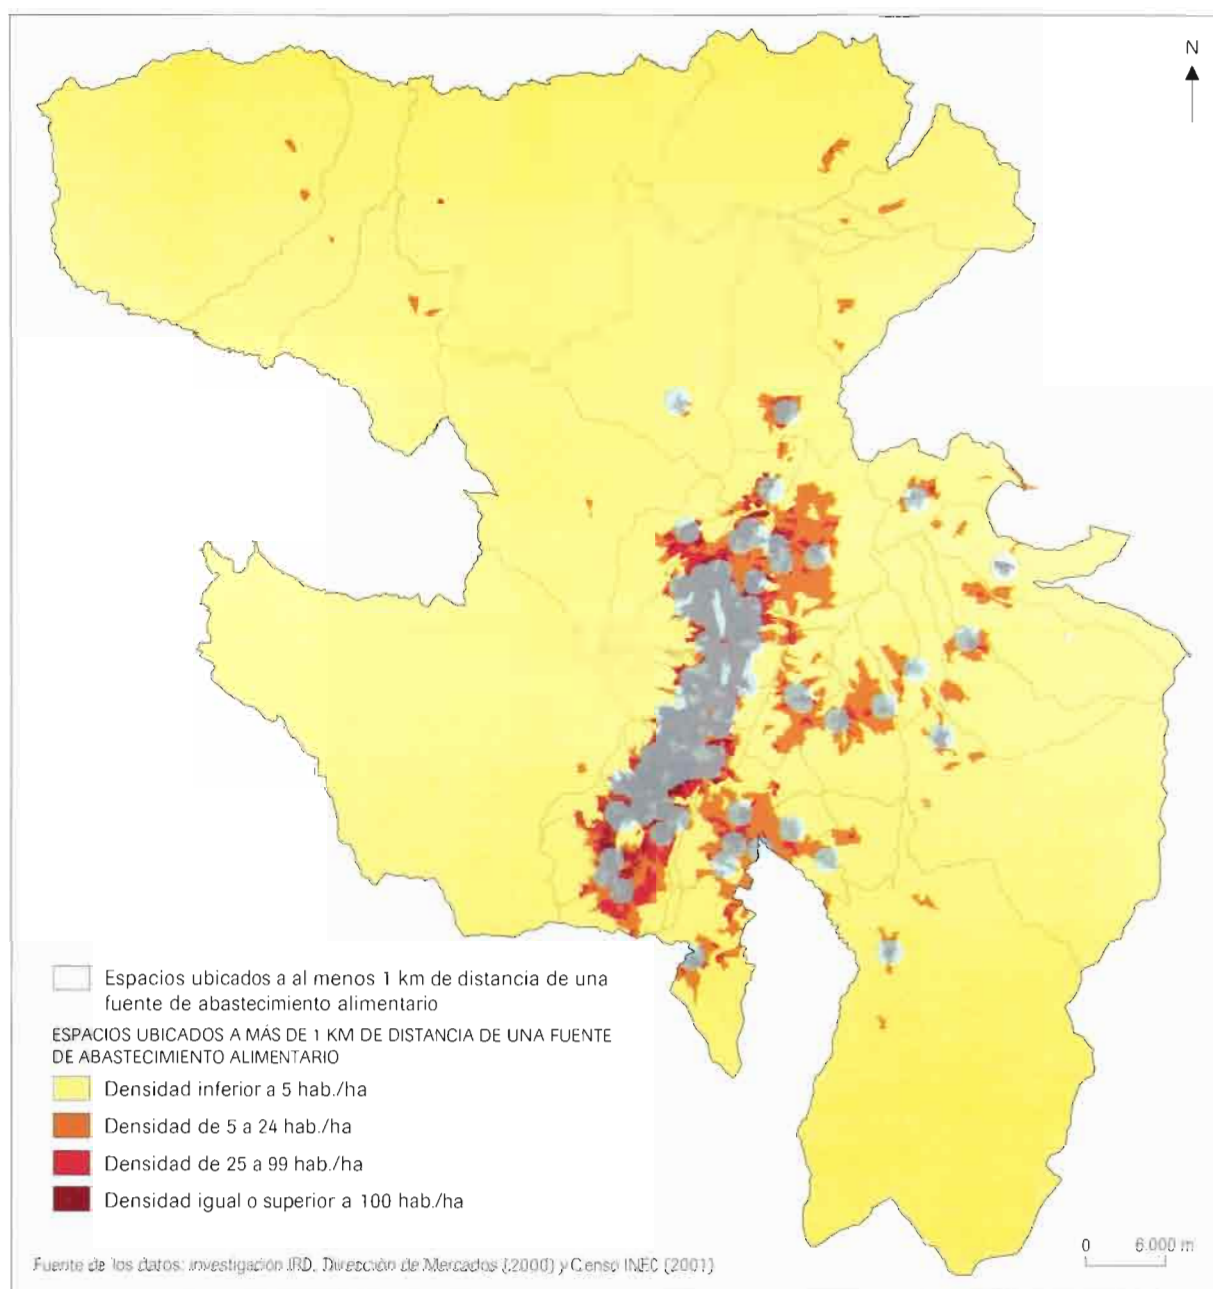 N
Espacios ubicados a al menos 1 km de distancia de una
fuente de abastecimiento alimentario
ESPACIOS UBICADOS A MÁS DE 1 KM DE DISTANCIA DE UNA FUENTE
DE ABASTECIMIENTO ALIMENTARIO
Densidad inferior a 5 hab./ha
Densidad de 5 a 24 hab./ha
Densidad de 25 a 99 hab./ha
Densidad igual o superior a 100 hab./ha
0 6.000 m
Fuente de los datos: investigación IRD, Dirección de Mercados (2000) y Censo INEC (2001)